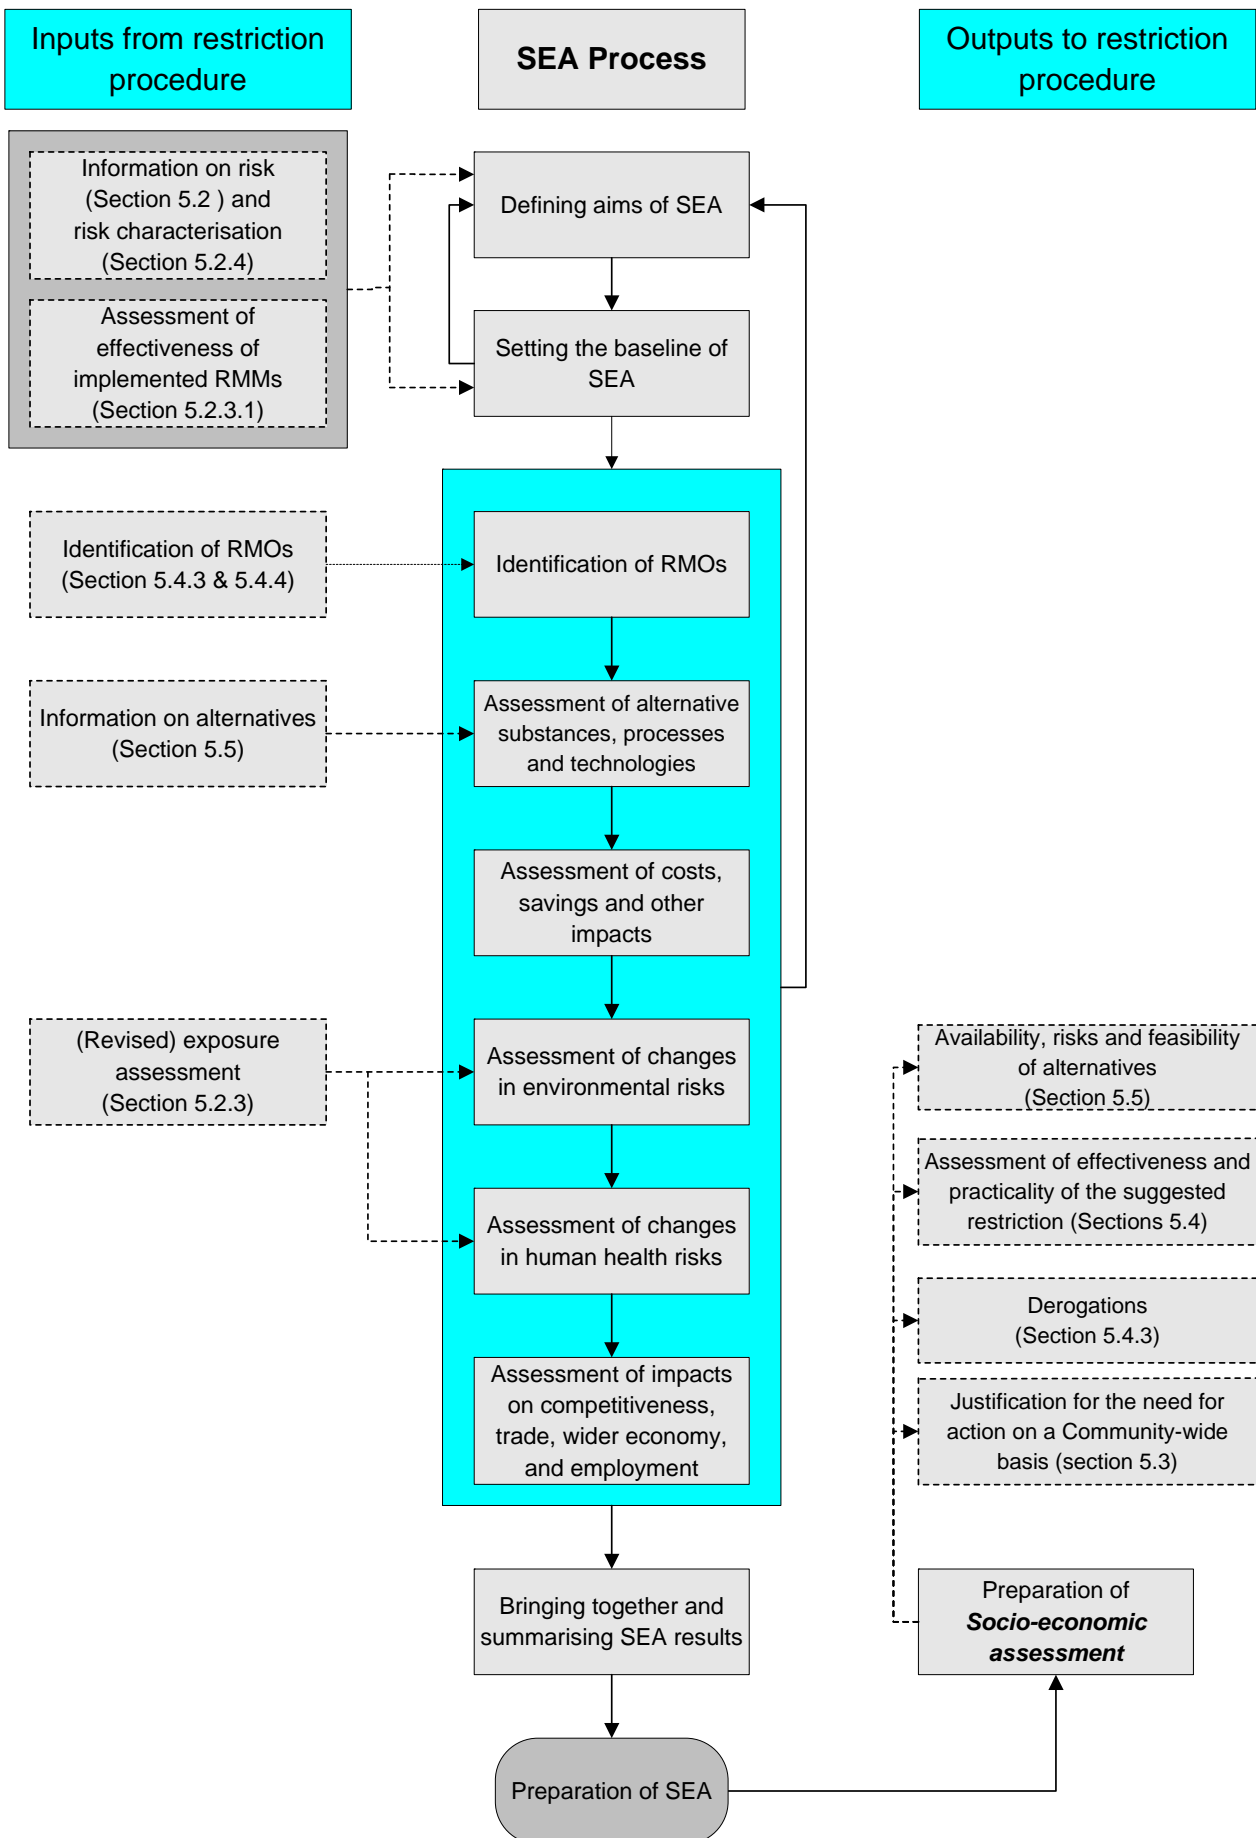 Inputs from restriction
procedure
SEA Process
Outputs to restriction
procedure
Information on risk
(Section 5.2 ) and
risk characterisation
(Section 5.2.4)
Assessment of
effectiveness of
implemented RMMs
(Section 5.2.3.1)
Defining aims of SEA
Setting the baseline of
SEA
Identification of RMOs
(Section 5.4.3 & 5.4.4)
Identification of RMOs
Information on alternatives
(Section 5.5)
Assessment of alternative
substances, processes
and technologies
Assessment of costs,
savings and other
impacts
(Revised) exposure
assessment
(Section 5.2.3)
Assessment of changes
in environmental risks
Assessment of changes
in human health risks
Assessment of impacts
on competitiveness,
trade, wider economy,
and employment
Availability, risks and feasibility
of alternatives
(Section 5.5)
Assessment of effectiveness and
practicality of the suggested
restriction (Sections 5.4)
Derogations
(Section 5.4.3)
Justification for the need for
action on a Community-wide
basis (section 5.3)
Bringing together and
summarising SEA results
Preparation of
Socio-economic
assessment
Preparation of SEA